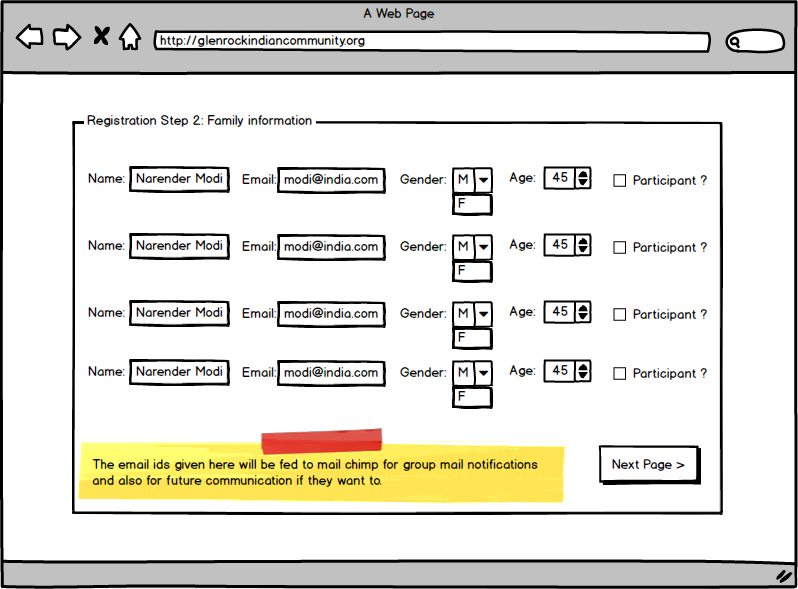 A Web Page
http://glenrockindiancommunity.org
Registration Step 2: Family information
Name: Narender Modi Email: modi@india.com Gender: M Age: 45 Participant ?
F
Name: Narender Modi Email: modi@india.com Gender: M Age: 45 Participant ?
F
Name: Narender Modi Email: modi@india.com Gender: M Age: 45 Participant ?
F
Name: Narender Modi Email: modi@india.com Gender: M Age: 45 Participant ?
F
The email ids given here will be fed to mail chimp for group mail notifications
and also for future communication if they want to.
Next Page >